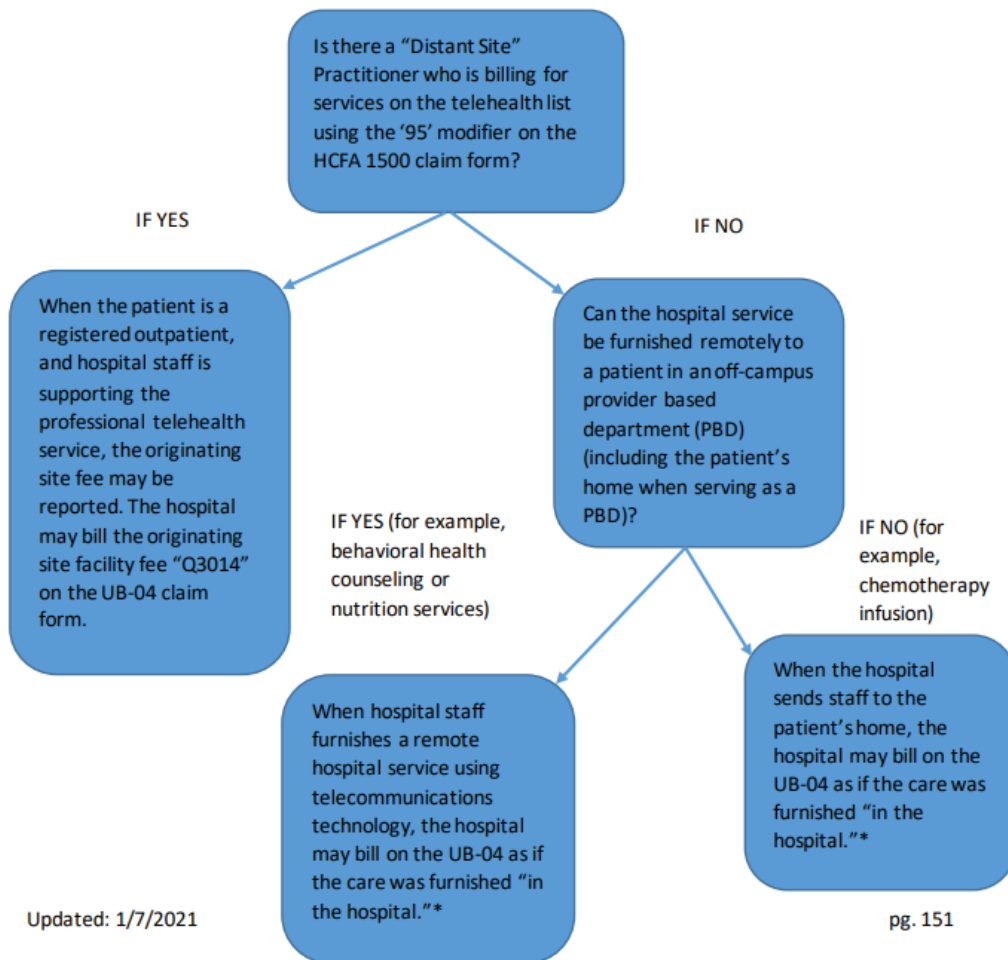 Is there a “Distant Site”
Practitioner who is billing for
services on the telehealth list
using the ‘95’ modifier on the
HCFA 1500 claim form?
IF YES
IF NO
When the patient is a
registered outpatient,
and hospital staff is
supporting the
professional telehealth
service, the originating
site fee may be
reported. The hospital
may bill the originating
site facility fee “Q3014”
on the UB-04 claim
form.
Can the hospital service
be furnished remotely to
a patient in an off-campus
provider based
department (PBD)
(including the patient’s
home when serving as a
PBD)?
IF YES (for example,
behavioral health
counseling or
nutrition services)
IF NO (for
example,
chemotherapy
infusion)
When hospital staff
furnishes a remote
hospital service using
telecommunications
technology, the hospital
may bill on the UB-04 as if
the care was furnished “in
the hospital.”*
When the hospital
sends staff to the
patient’s home, the
hospital may bill on the
UB-04 as if the care was
furnished “in the
hospital.”*
Updated: 1/7/2021
pg. 151